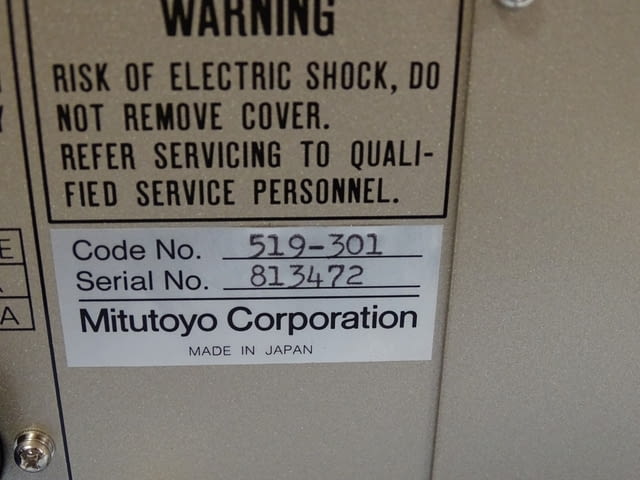 WARNING
RISK OF ELECTRIC SHOCK, DO
NOT REMOVE COVER.
REFER SERVICING TO QUALI-
FIED SERVICE PERSONNEL.
E
A
Code No. 519-301
Serial No. 813472
Mitutoyo Corporation
MADE IN JAPAN